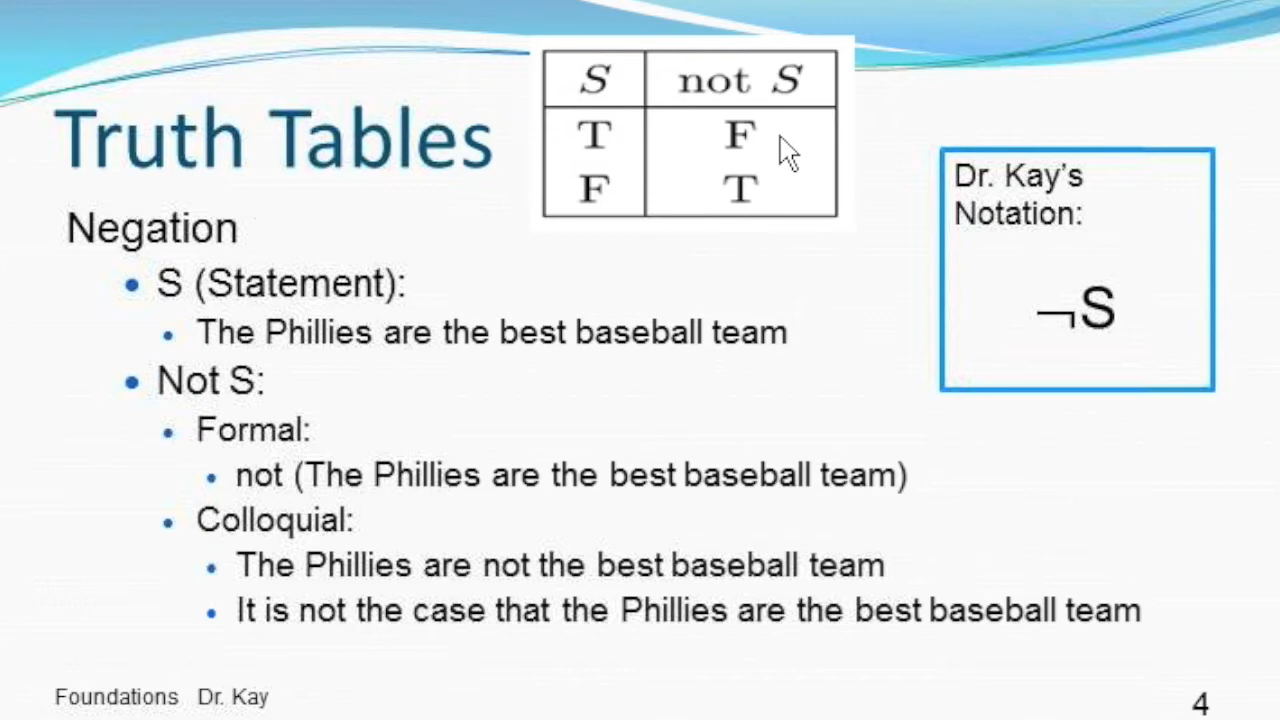 Truth Tables
S not S
T F
F T
Dr. Kay's
Notation:
¬S
Negation
• S (Statement):
• The Phillies are the best baseball team
• Not S:
• Formal:
• not (The Phillies are the best baseball team)
• Colloquial:
• The Phillies are not the best baseball team
• It is not the case that the Phillies are the best baseball team
Foundations Dr. Kay
4